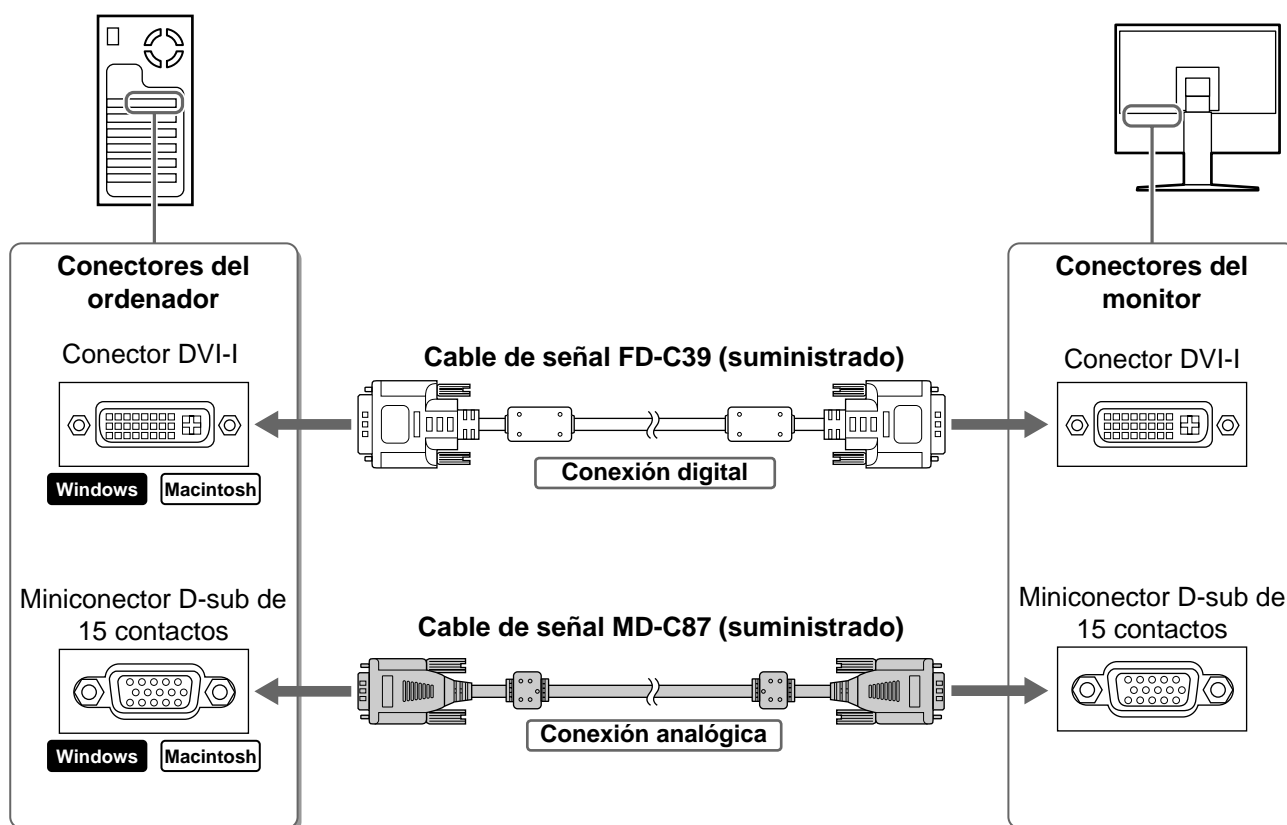 Conectores del
ordenador
Conector DVI-I
Windows Macintosh
Miniconector D-sub de
15 contactos
Windows Macintosh
Cable de señal FD-C39 (suministrado)
Conexión digital
Cable de señal MD-C87 (suministrado)
Conexión analógica
Conectores del
monitor
Conector DVI-I
Miniconector D-sub de
15 contactos